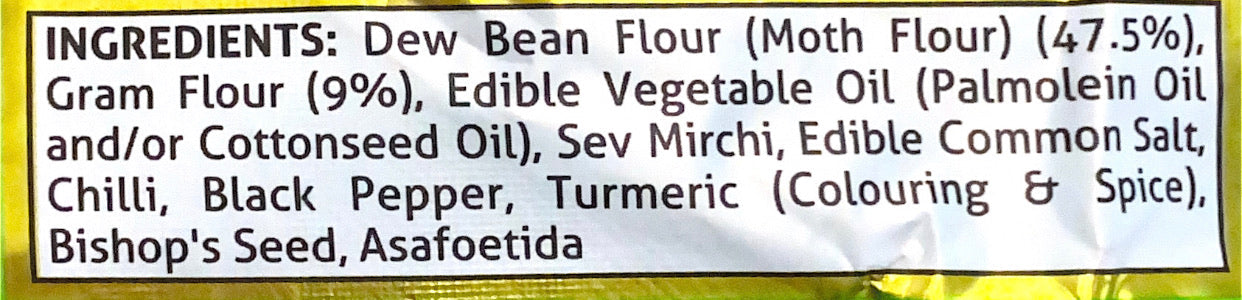 INGREDIENTS: Dew Bean Flour (Moth Flour) (47.5%),
Gram Flour (9%), Edible Vegetable Oil (Palmolein Oil
and/or Cottonseed Oil), Sev Mirchi, Edible Common Salt,
Chilli, Black Pepper, Turmeric (Colouring & Spice),
Bishop's Seed, Asafoetida